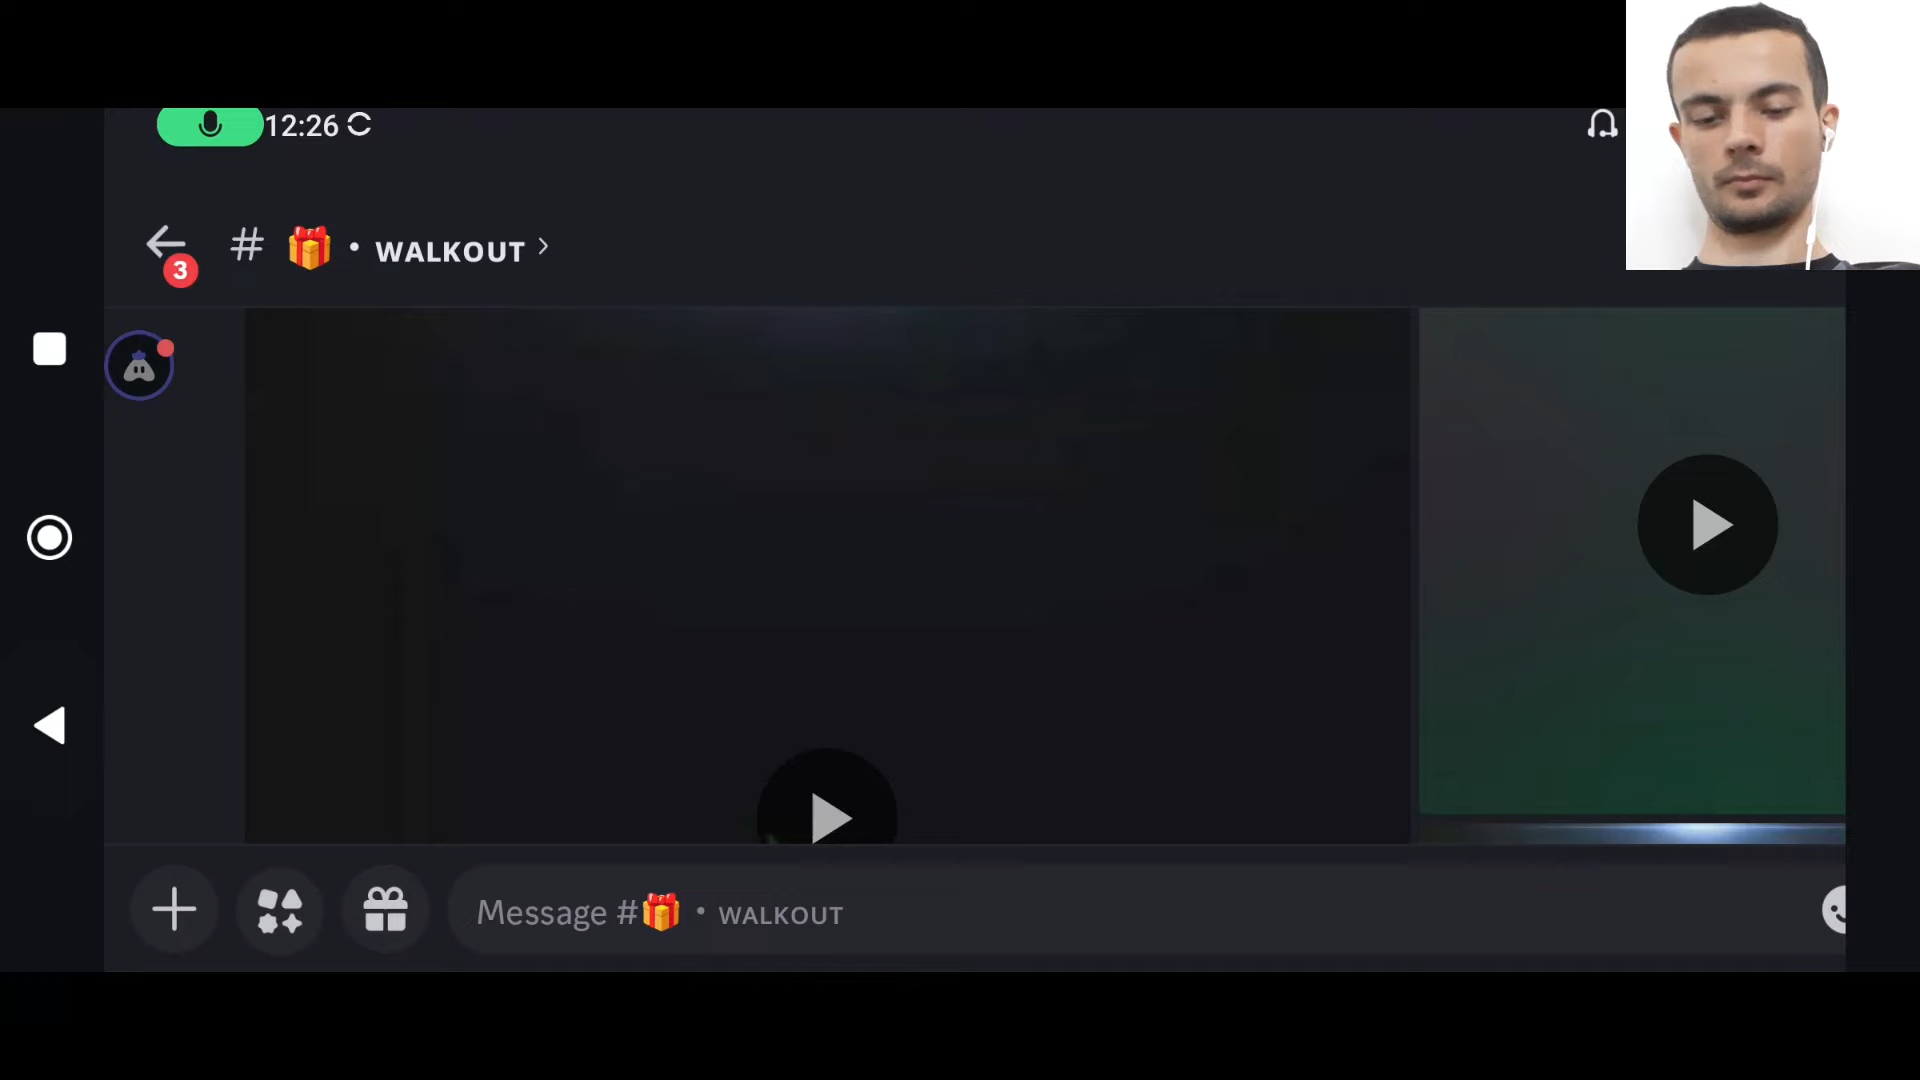 12:26
3
# 🎁 • WALKOUT
Message #🎁 • WALKOUT